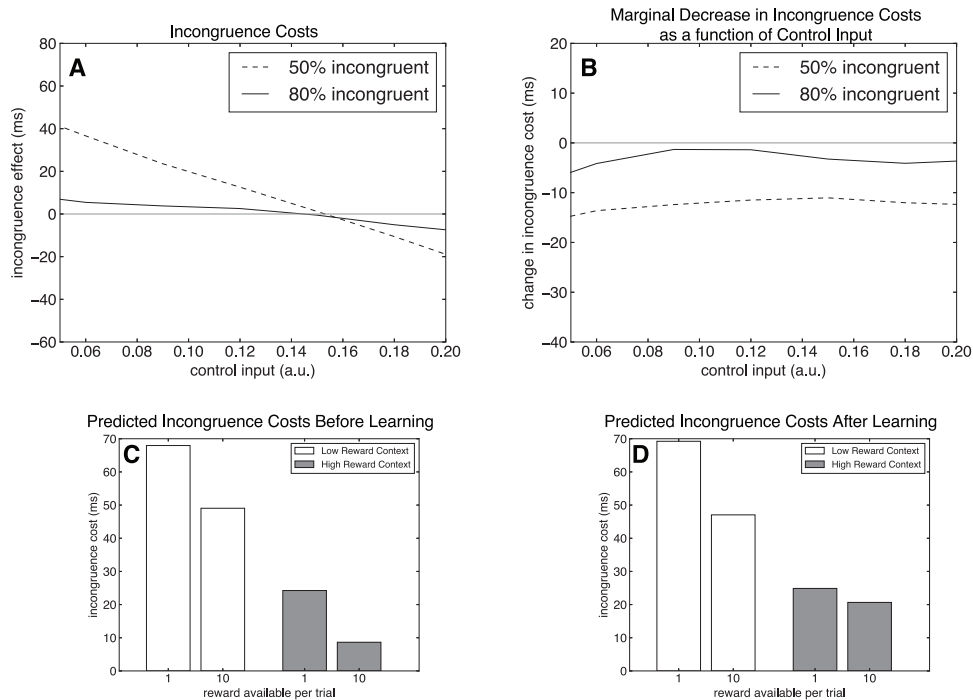 Incongruence Costs
A
50% incongruent
80% incongruent
80
60
40
20
0
−20
−40
−60
incongruence effect (ms)
0.06 0.08 0.10 0.12 0.14 0.16 0.18 0.20
control input (a.u.)
Marginal Decrease in Incongruence Costs
as a function of Control Input
B
50% incongruent
80% incongruent
20
10
0
−10
−20
−30
−40
change in incongruence cost (ms)
0.06 0.08 0.10 0.12 0.14 0.16 0.18 0.20
control input (a.u.)
Predicted Incongruence Costs Before Learning
C
Low Reward Context
High Reward Context
70
60
50
40
30
20
10
0
incongruence cost (ms)
1 10 1 10
reward available per trial
Predicted Incongruence Costs After Learning
D
Low Reward Context
High Reward Context
70
60
50
40
30
20
10
0
incongruence cost (ms)
1 10 1 10
reward available per trial